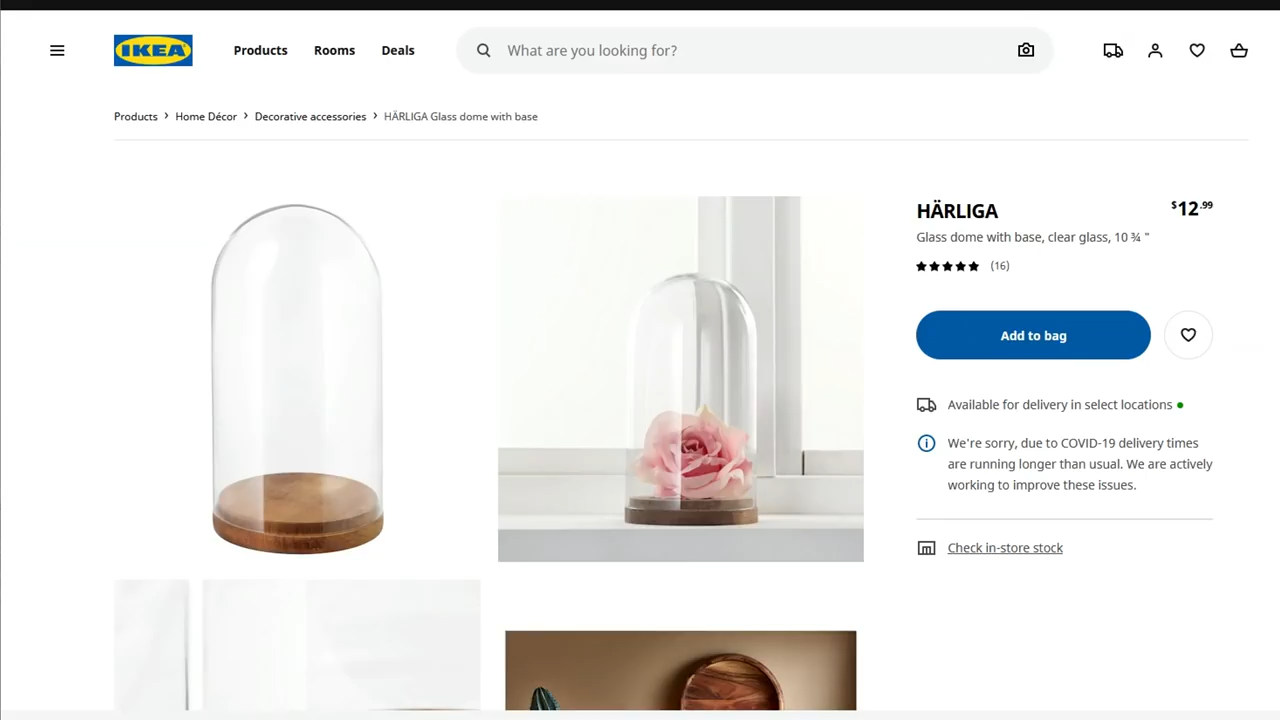 IKEA
Products Rooms Deals
What are you looking for?
Products › Home Décor › Decorative accessories › HÄRLIGA Glass dome with base
HÄRLIGA
$12.99
Glass dome with base, clear glass, 10 ¾ "
(16)
Add to bag
Available for delivery in select locations
We're sorry, due to COVID-19 delivery times
are running longer than usual. We are actively
working to improve these issues.
Check in-store stock